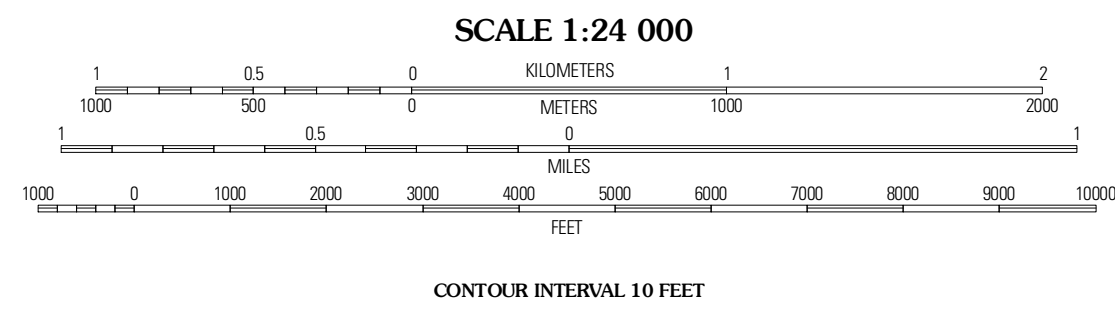 SCALE 1:24 000
1 0.5 0 KILOMETERS 1 2
1000 500 0 METERS 1000 2000
1 0.5 0 1
MILES
1000 0 1000 2000 3000 4000 5000 6000 7000 8000 9000 10000
FEET
CONTOUR INTERVAL 10 FEET